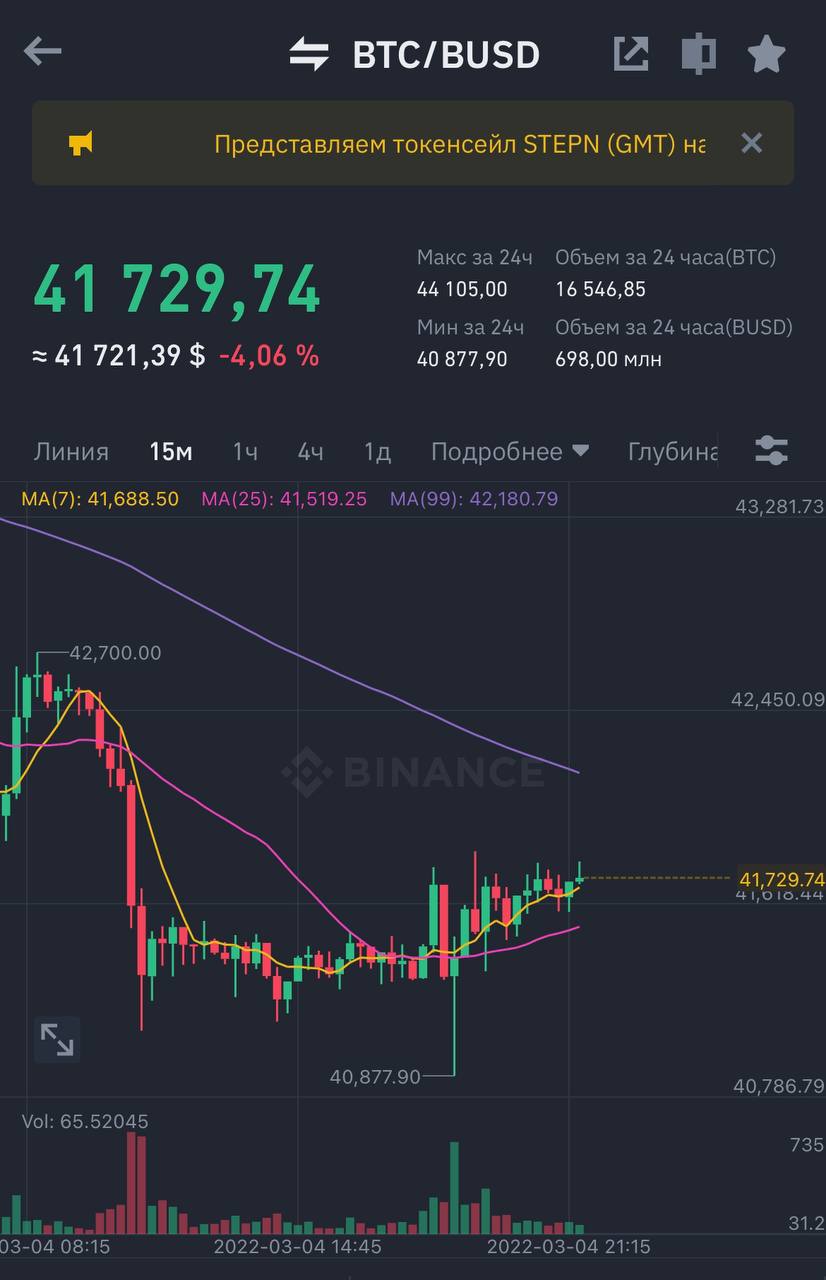 BTC/BUSD
Представляем токенсейл STEPN (GMT) на
41 729,74
≈ 41 721,39 $ -4,06 %
Макс за 24ч Объем за 24 часа(BTC)
44 105,00 16 546,85
Мин за 24ч Объем за 24 часа(BUSD)
40 877,90 698,00 млн
Линия 15м 1ч 4ч 1д Подробнее Глубина
MA(7): 41,688.50 MA(25): 41,519.25 MA(99): 42,180.79
43,281.73
42,700.00
42,450.09
BINANCE
41,729.74
41,618.44
40,877.90
40,786.79
Vol: 65.52045
735
31.2
03-04 08:15 2022-03-04 14:45 2022-03-04 21:15